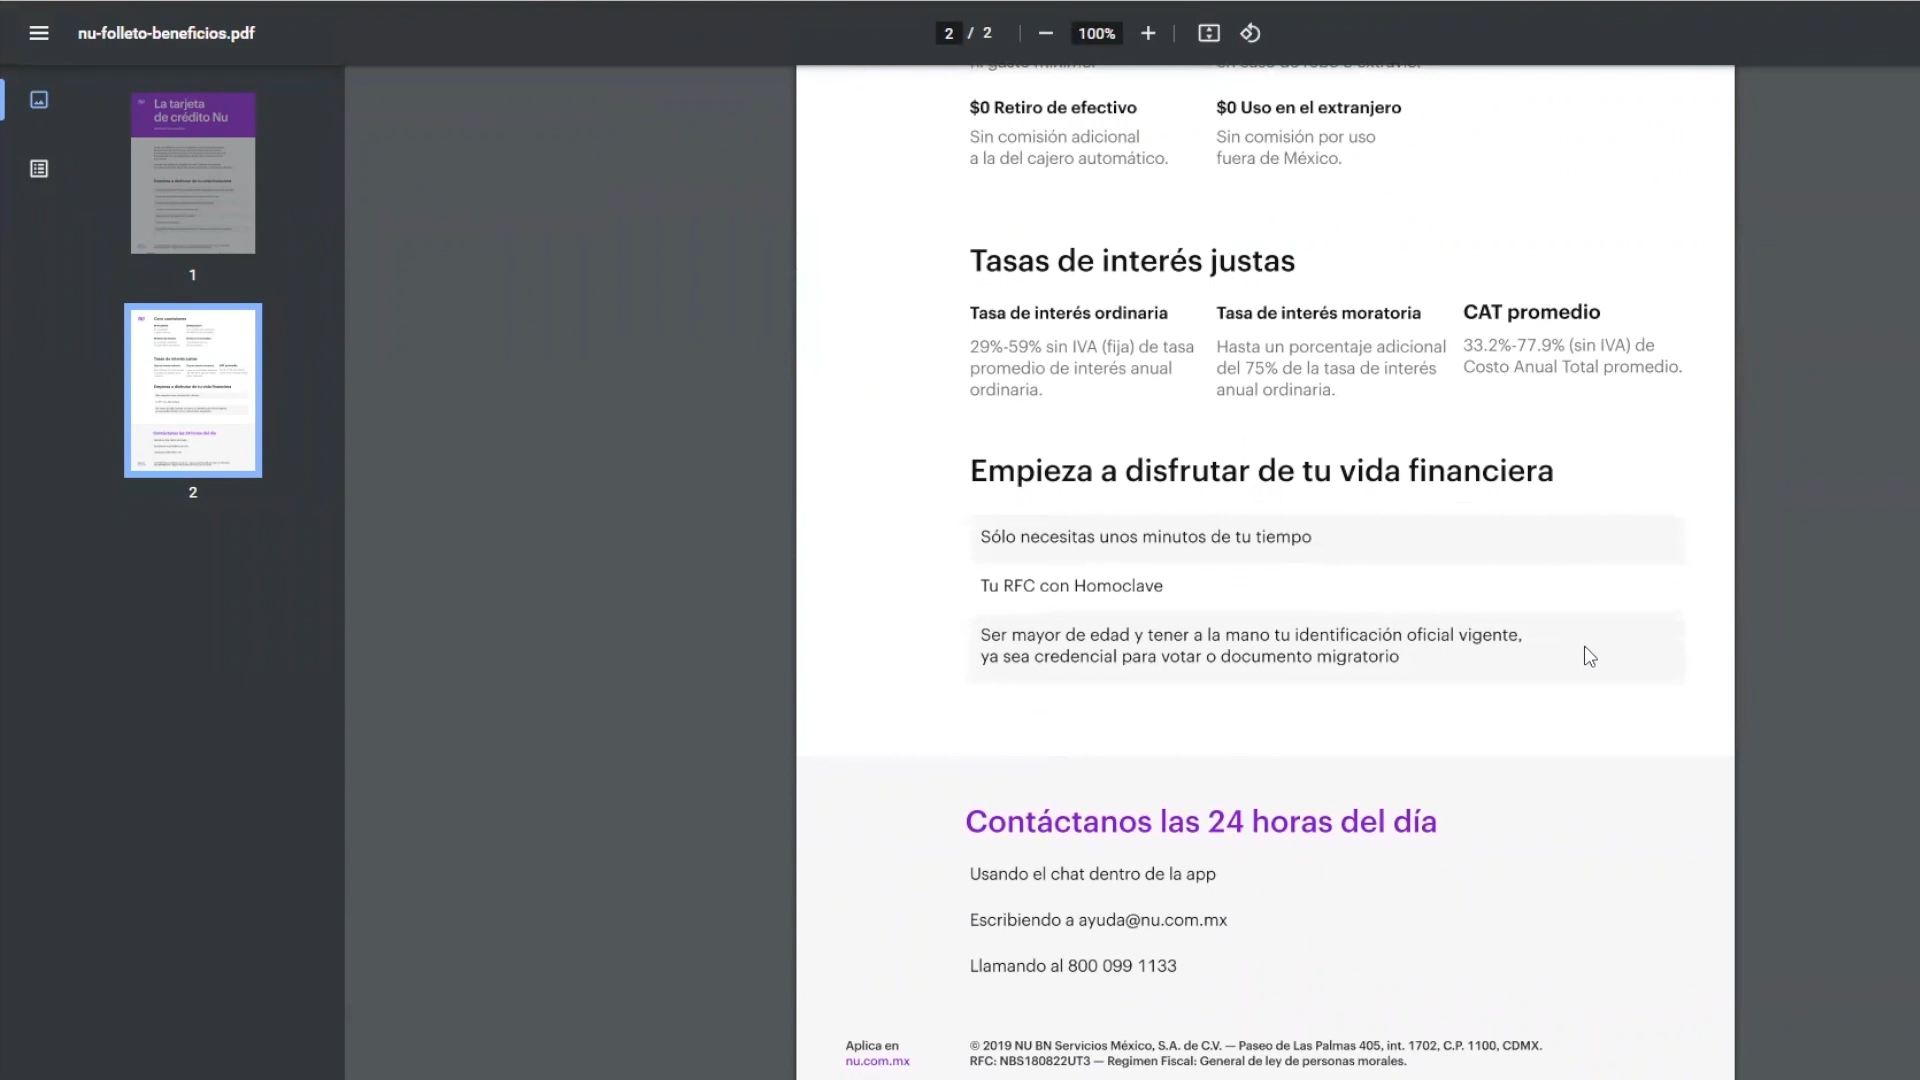 nu-folleto-beneficios.pdf
2 / 2
100%
La tarjeta
de crédito Nu
1
2
$0 Retiro de efectivo
Sin comisión adicional
a la del cajero automático.
$0 Uso en el extranjero
Sin comisión por uso
fuera de México.
Tasas de interés justas
Tasa de interés ordinaria
29%-59% sin IVA (fija) de tasa
promedio de interés anual
ordinaria.
Tasa de interés moratoria
Hasta un porcentaje adicional
del 75% de la tasa de interés
anual ordinaria.
CAT promedio
33.2%-77.9% (sin IVA) de
Costo Anual Total promedio.
Empieza a disfrutar de tu vida financiera
Sólo necesitas unos minutos de tu tiempo
Tu RFC con Homoclave
Ser mayor de edad y tener a la mano tu identificación oficial vigente,
ya sea credencial para votar o documento migratorio
Contáctanos las 24 horas del día
Usando el chat dentro de la app
Escribiendo a ayuda@nu.com.mx
Llamando al 800 099 1133
Aplica en
nu.com.mx
© 2019 NU BN Servicios México, S.A. de C.V. — Paseo de Las Palmas 405, int. 1702, C.P. 1100, CDMX.
RFC: NBS180822UT3 — Regimen Fiscal: General de ley de personas morales.